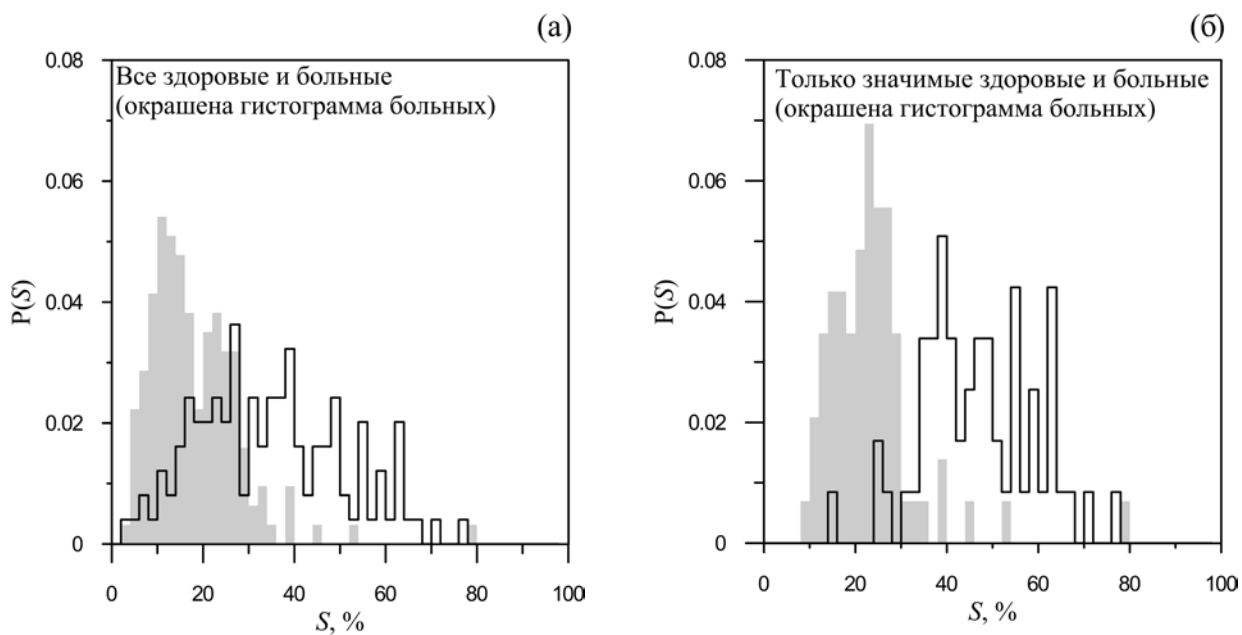 (а)
0.08
Все здоровые и больные
(окрашена гистограмма больных)
0.06
0.04
0.02
0
P(S)
0 20 40 60 80 100
S, %
(б)
0.08
Только значимые здоровые и больные
(окрашена гистограмма больных)
0.06
0.04
0.02
0
P(S)
0 20 40 60 80 100
S, %